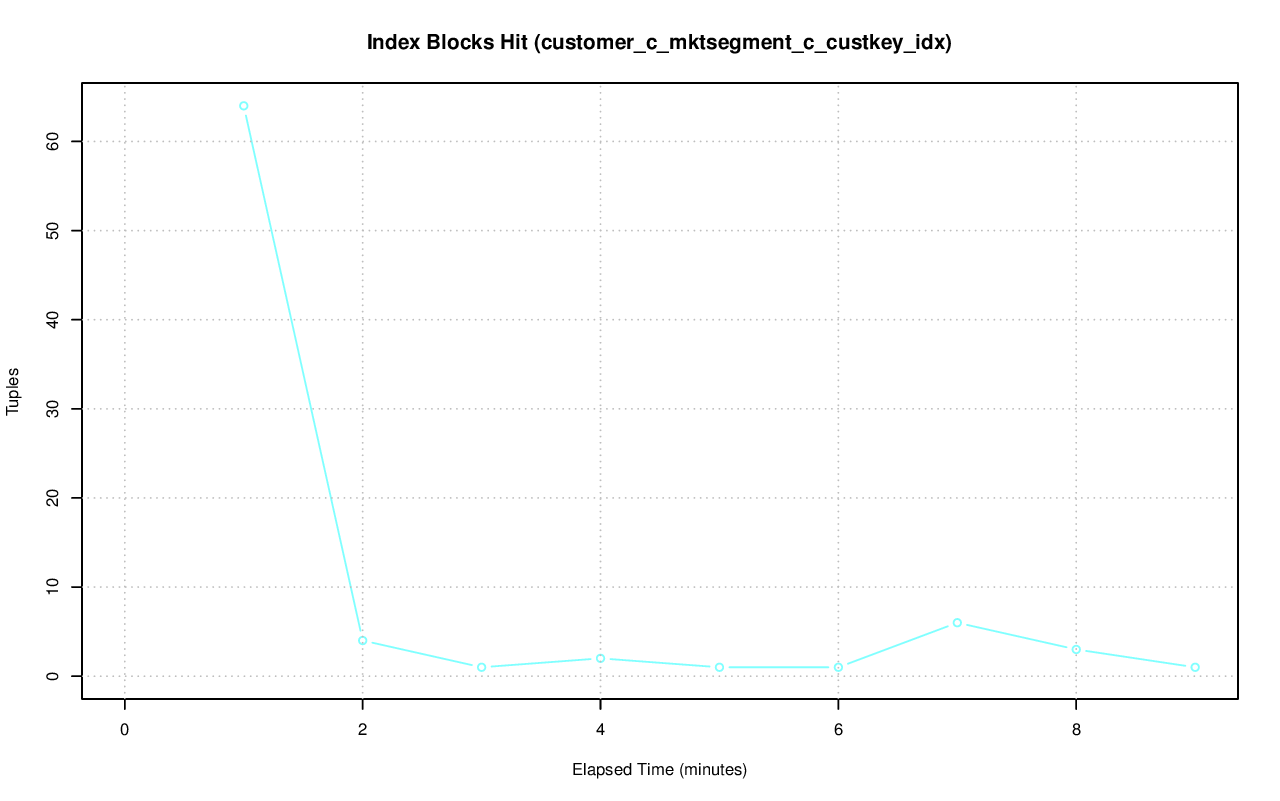 Index Blocks Hit (customer_c_mktsegment_c_custkey_idx)
Tuples
60
50
40
30
20
10
0
0 2 4 6 8
Elapsed Time (minutes)